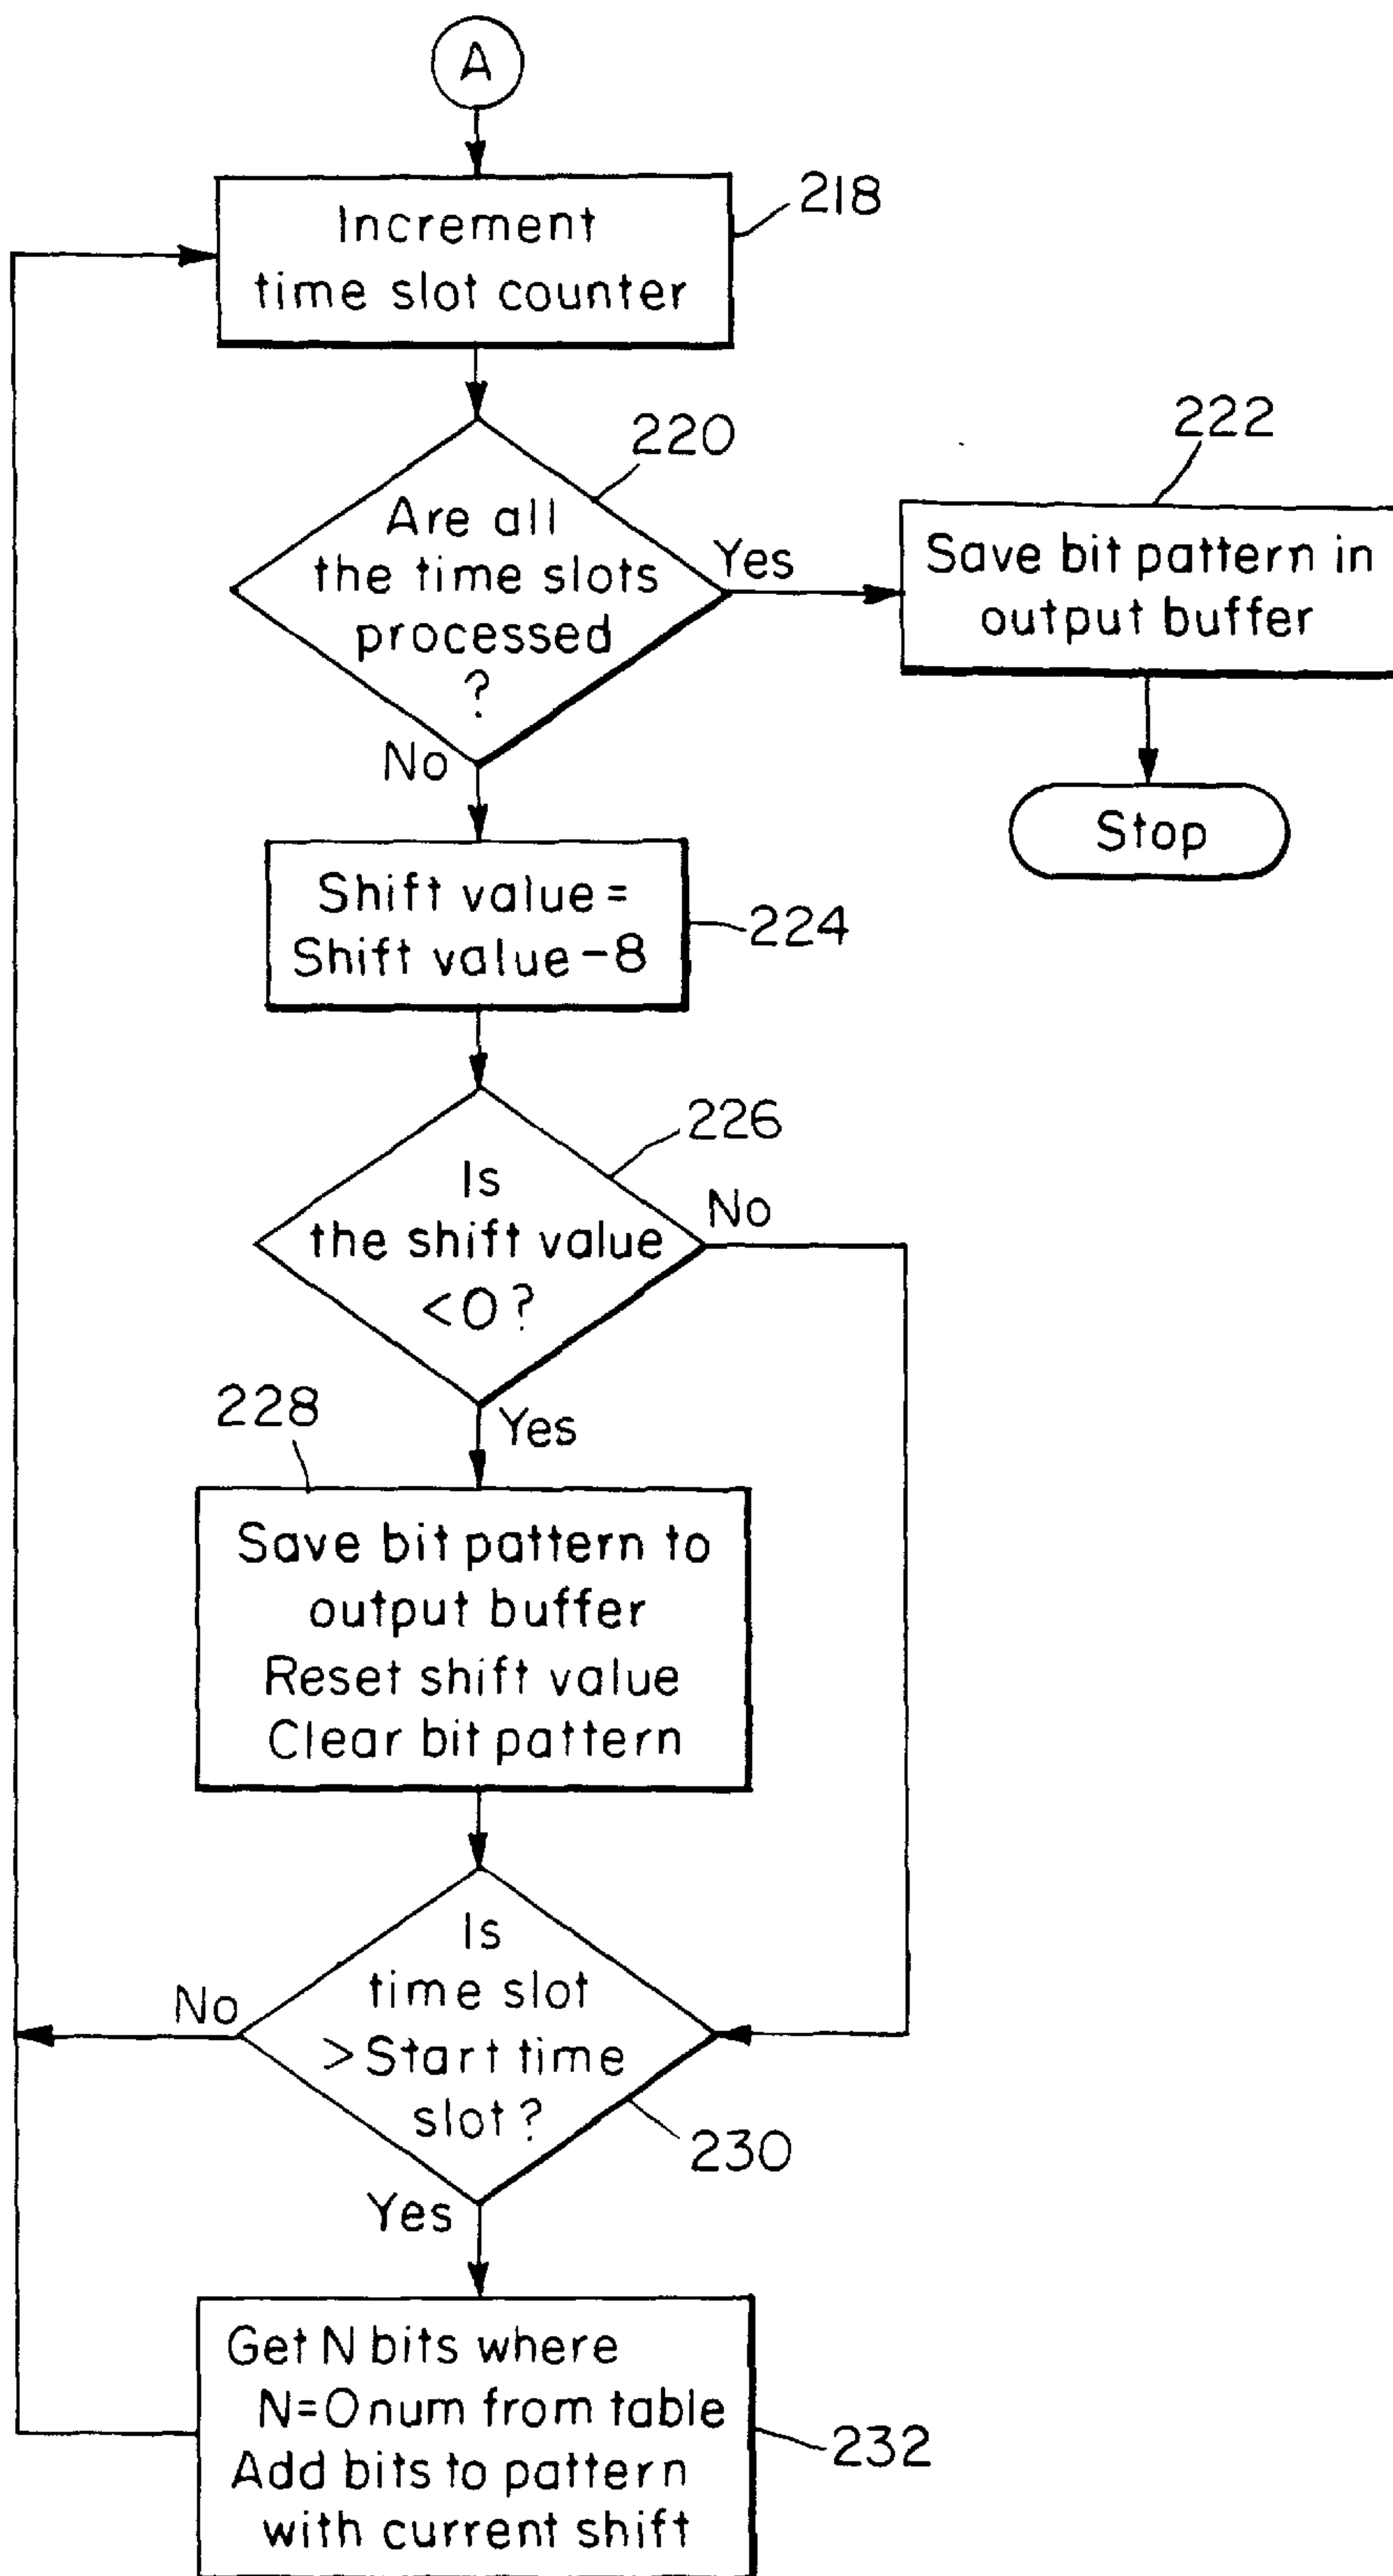 A
Increment
time slot counter
218
220
Are all
the time slots
processed
?
Yes
No
222
Save bit pattern in
output buffer
Stop
Shift value =
Shift value -8
224
226
Is
the shift value
<0?
No
Yes
228
Save bit pattern to
output buffer
Reset shift value
Clear bit pattern
Is
time slot
>Start time
slot?
No
230
Yes
Get N bits where
N=Onum from table
Add bits to pattern
with current shift
232